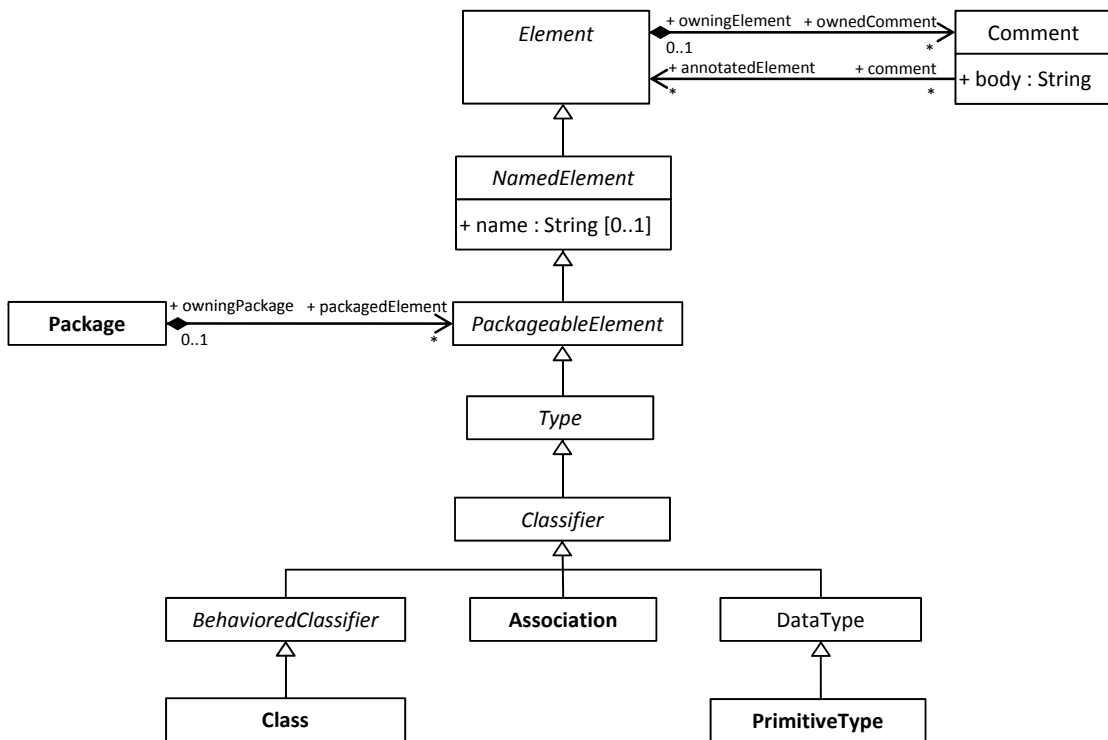 Element
+ owningElement + ownedComment
0..1 *
Comment
+ annotatedElement + comment
* *
+ body : String
NamedElement
+ name : String [0..1]
+ owningPackage + packagedElement
Package
0..1 *
PackageableElement
Type
Classifier
BehavioredClassifier
Association
DataType
Class
PrimitiveType